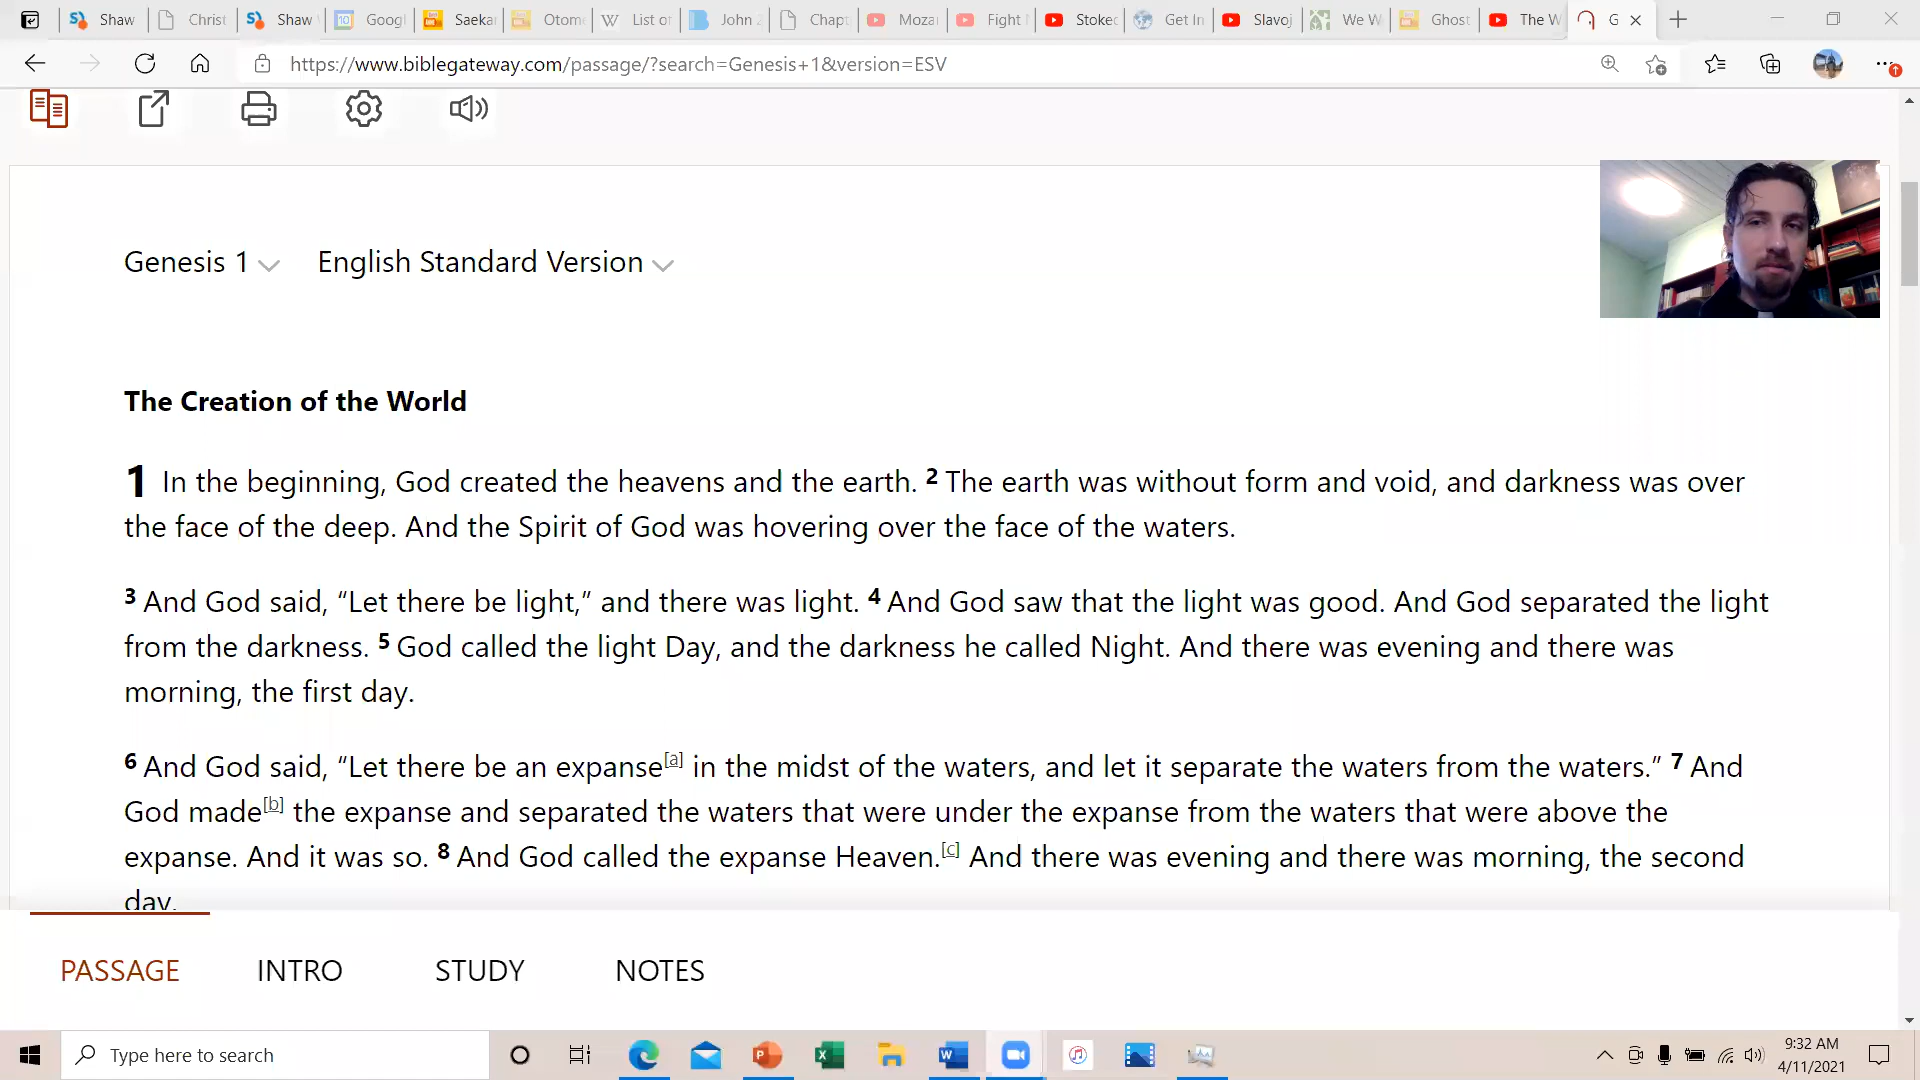 Shaw
Christ
Shaw
10
Googl
Saekar
Otome
W
List of
John 2
Chapt
Mozar
Fight
Stoked
Get In
Slavoj
We W
Ghost
The W
G
https://www.biblegateway.com/passage/?search=Genesis+1&version=ESV
Genesis 1
English Standard Version
The Creation of the World
1 In the beginning, God created the heavens and the earth. 2 The earth was without form and void, and darkness was over
the face of the deep. And the Spirit of God was hovering over the face of the waters.
3 And God said, “Let there be light,” and there was light. 4 And God saw that the light was good. And God separated the light
from the darkness. 5 God called the light Day, and the darkness he called Night. And there was evening and there was
morning, the first day.
6 And God said, “Let there be an expanse[a] in the midst of the waters, and let it separate the waters from the waters.” 7 And
God made[b] the expanse and separated the waters that were under the expanse from the waters that were above the
expanse. And it was so. 8 And God called the expanse Heaven.[c] And there was evening and there was morning, the second
day.
PASSAGE
INTRO
STUDY
NOTES
Type here to search
9:32 AM
4/11/2021